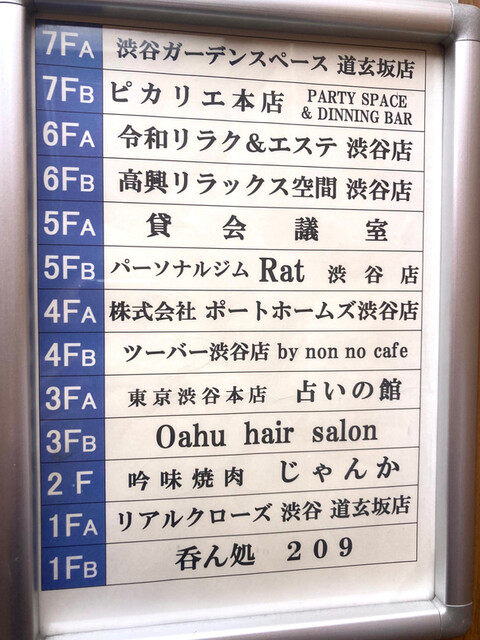 7FA 渋谷ガーデンスペース 道玄坂店
7FB ピカリエ本店 PARTY SPACE
& DINNING BAR
6FA 令和リラク&エステ 渋谷店
6FB 高興リラックス空間 渋谷店
5FA 貸会議室
5FB パーソナルジム Rat 渋谷店
4FA 株式会社 ポートホームズ渋谷店
4FB ツーバー渋谷店 by non no cafe
3FA 東京渋谷本店 占いの館
3FB Oahu hair salon
2F 吟味焼肉 じゃんか
1FA リアルクローズ 渋谷 道玄坂店
1FB 呑ん処 209